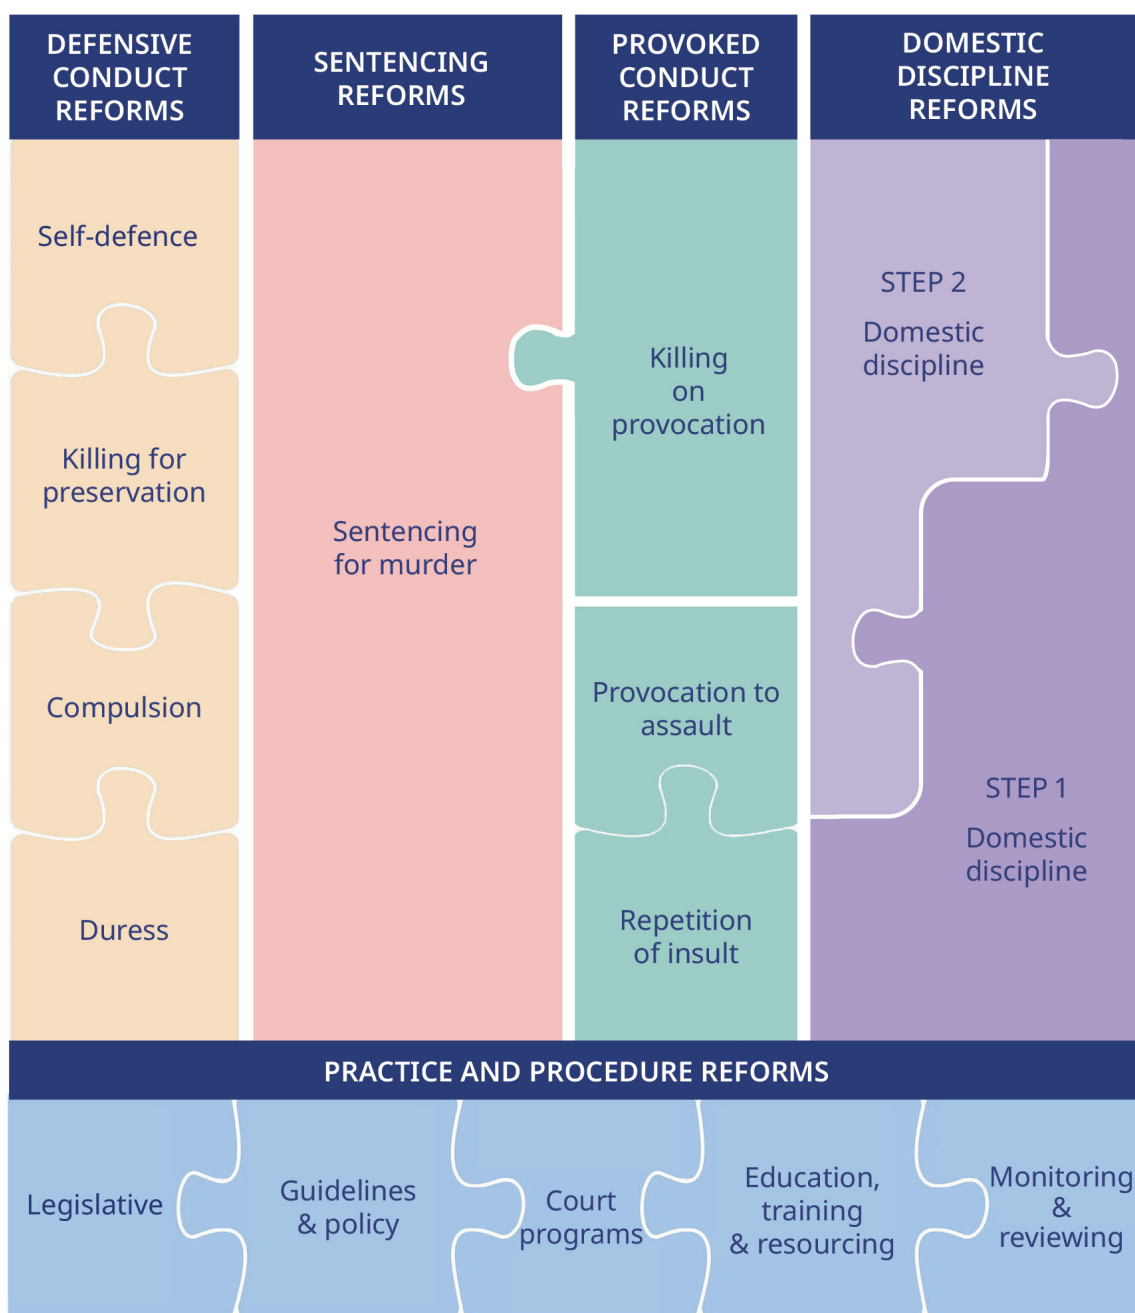 DEFENSIVE
CONDUCT
REFORMS
Self-defence
Killing for
preservation
Compulsion
Duress
SENTENCING
REFORMS
Sentencing
for murder
PROVOKED
CONDUCT
REFORMS
Killing
on
provocation
Provocation to
assault
Repetition
of insult
DOMESTIC
DISCIPLINE
REFORMS
STEP 2
Domestic
discipline
STEP 1
Domestic
discipline
PRACTICE AND PROCEDURE REFORMS
Legislative
Guidelines
& policy
Court
programs
Education,
training
& resourcing
Monitoring
&
reviewing